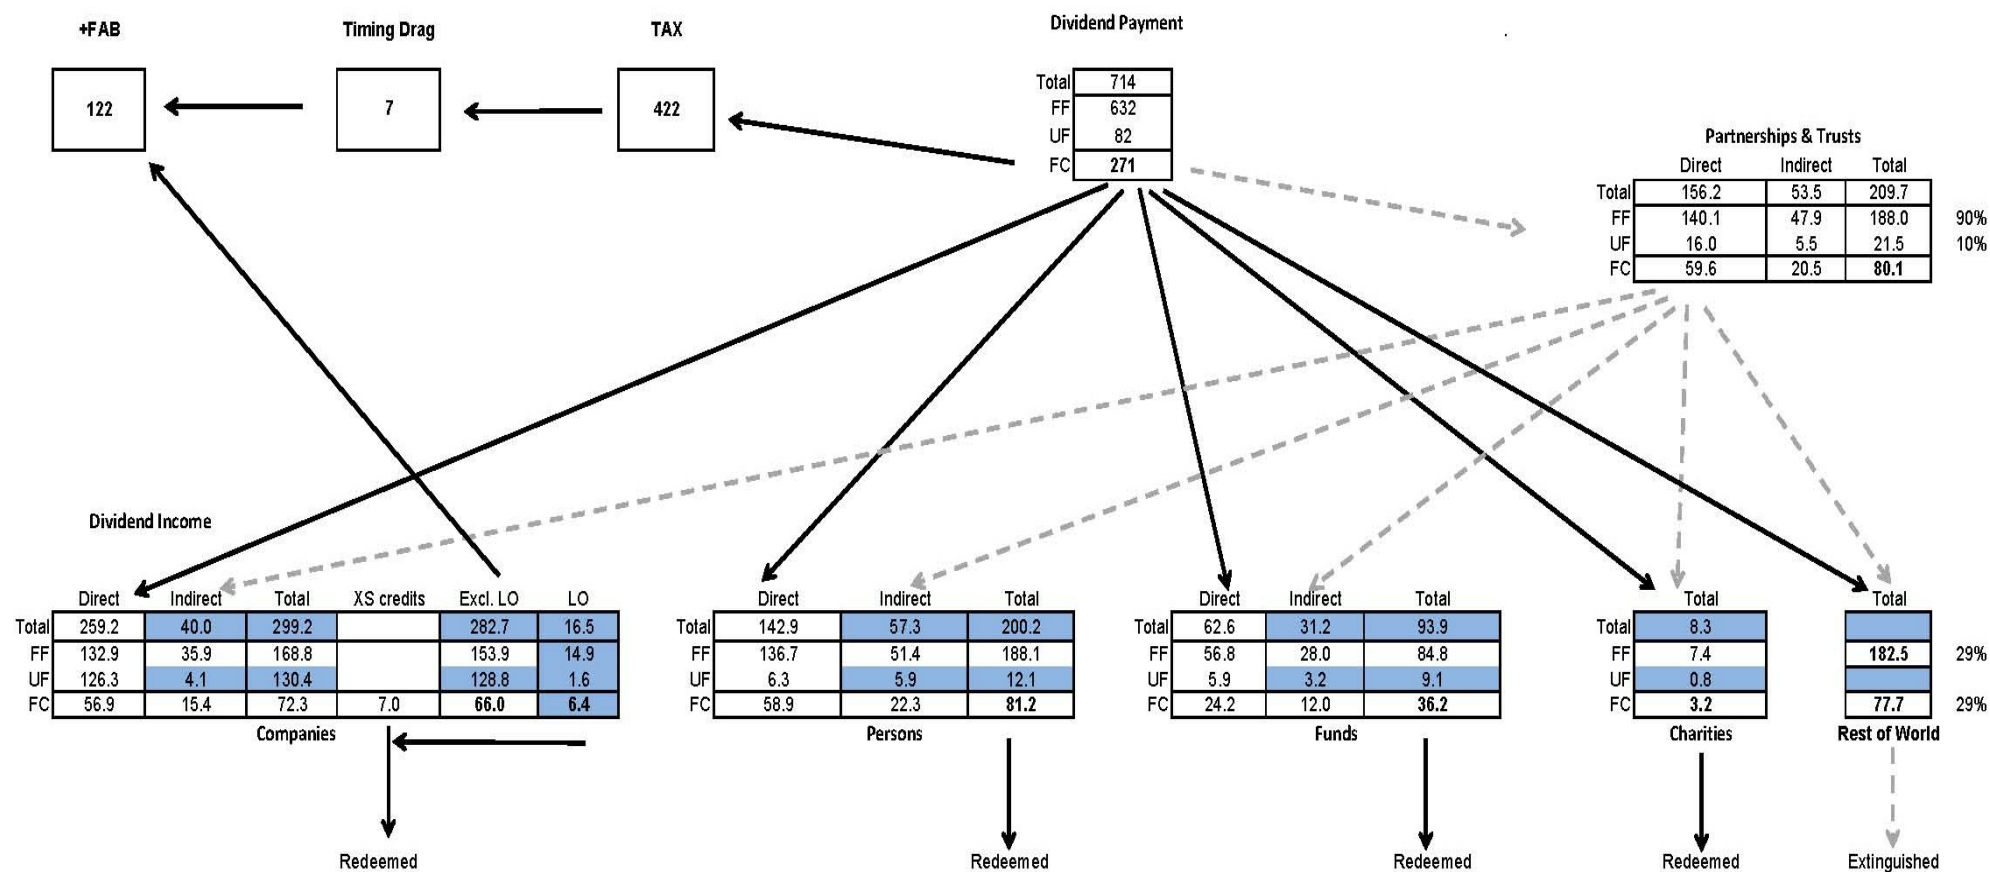 +FAB Timing Drag TAX Dividend Payment
122 7 422
Total 714
FF 632
UF 82
FC 271
Partnerships & Trusts
Direct Indirect Total
Total 156.2 53.5 209.7
FF 140.1 47.9 188.0 90%
UF 16.0 5.5 21.5 10%
FC 59.6 20.5 80.1
Dividend Income
Direct Indirect Total XS credits Excl. LO LO
Total 259.2 40.0 299.2 282.7 16.5
FF 132.9 35.9 168.8 153.9 14.9
UF 126.3 4.1 130.4 128.8 1.6
FC 56.9 15.4 72.3 7.0 66.0 6.4
Companies
Redeemed
Direct Indirect Total
Total 142.9 57.3 200.2
FF 136.7 51.4 188.1
UF 6.3 5.9 12.1
FC 58.9 22.3 81.2
Persons
Redeemed
Direct Indirect Total
Total 62.6 31.2 93.9
FF 56.8 28.0 84.8
UF 5.9 3.2 9.1
FC 24.2 12.0 36.2
Funds
Redeemed
Total
Total 8.3
FF 7.4
UF 0.8
FC 3.2
Charities
Redeemed
Total
182.5 29%
77.7 29%
Rest of World
Extinguished